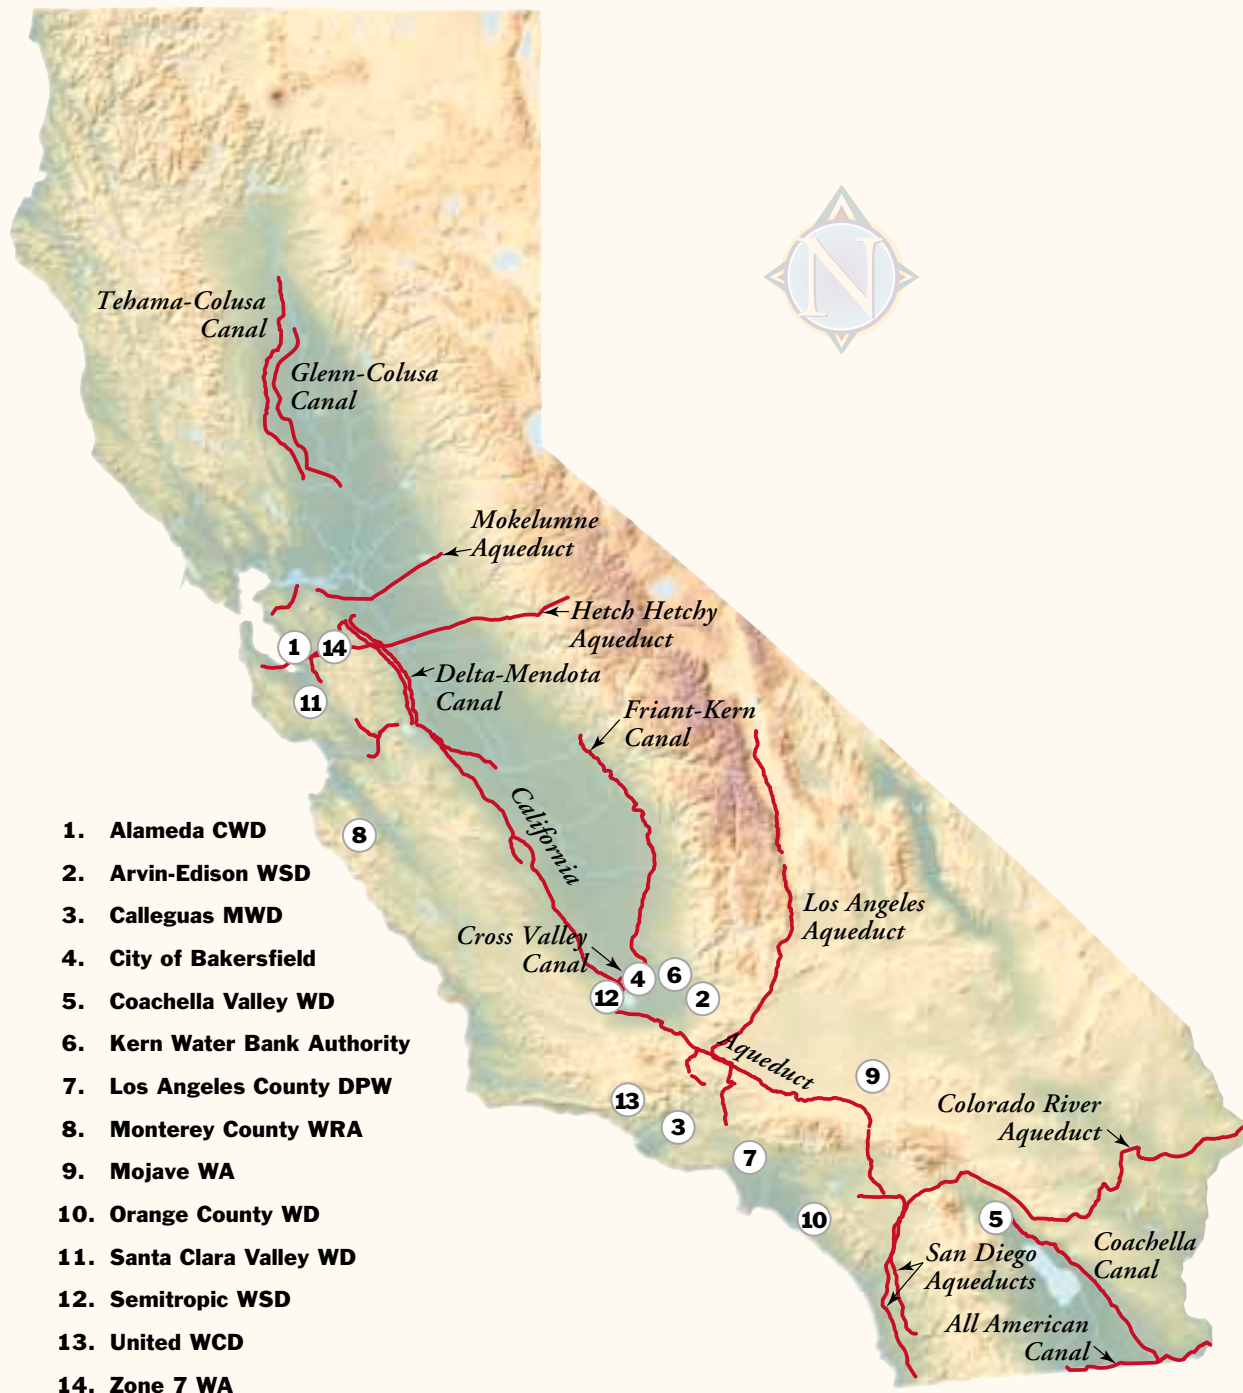 N
Tehama-Colusa
Canal
Glenn-Colusa
Canal
Mokelumne
Aqueduct
Hetch Hetchy
Aqueduct
1
14
Delta-Mendota
Canal
11
Friant-Kern
Canal
California
8
Los Angeles
Aqueduct
Cross Valley
Canal
4
6
12
2
Aqueduct
9
13
Colorado River
Aqueduct
3
7
10
5
Coachella
Canal
San Diego
Aqueducts
All American
Canal
1. Alameda CWD
2. Arvin-Edison WSD
3. Calleguas MWD
4. City of Bakersfield
5. Coachella Valley WD
6. Kern Water Bank Authority
7. Los Angeles County DPW
8. Monterey County WRA
9. Mojave WA
10. Orange County WD
11. Santa Clara Valley WD
12. Semitropic WSD
13. United WCD
14. Zone 7 WA